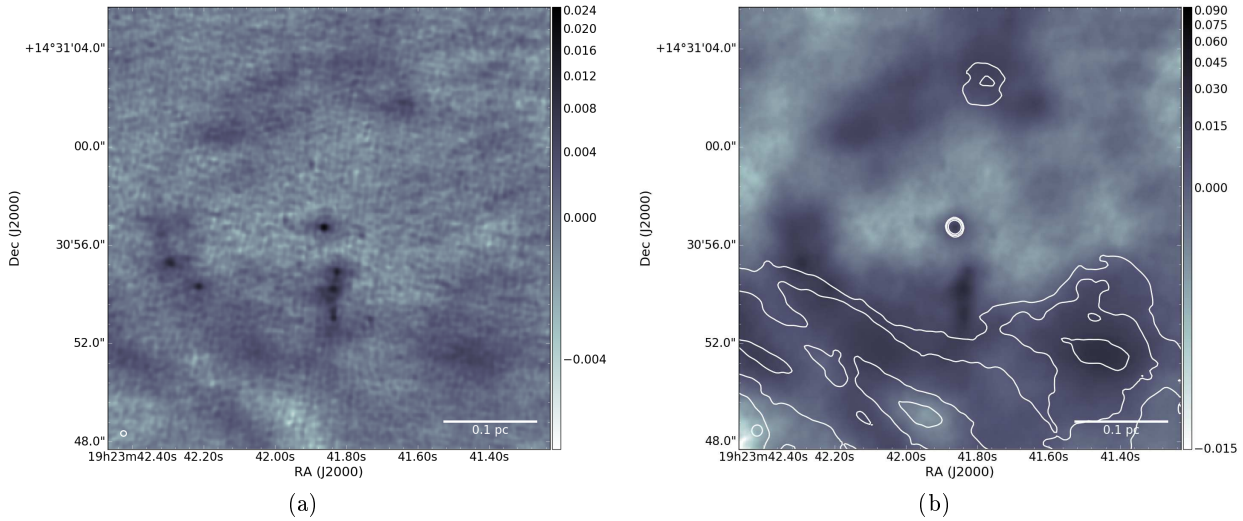 0.024
0.020
0.016
0.012
0.008
0.004
0.000
−0.004
+14°31'04.0"
00.0"
30'56.0"
52.0"
48.0"
Dec (J2000)
0.1 pc
19h23m42.40s 42.20s 42.00s 41.80s 41.60s 41.40s
RA (J2000)
(a)
0.090
0.075
0.060
0.045
0.030
0.015
0.000
−0.015
+14°31'04.0"
00.0"
30'56.0"
52.0"
48.0"
Dec (J2000)
0.1 pc
19h23m42.40s 42.20s 42.00s 41.80s 41.60s 41.40s
RA (J2000)
(b)